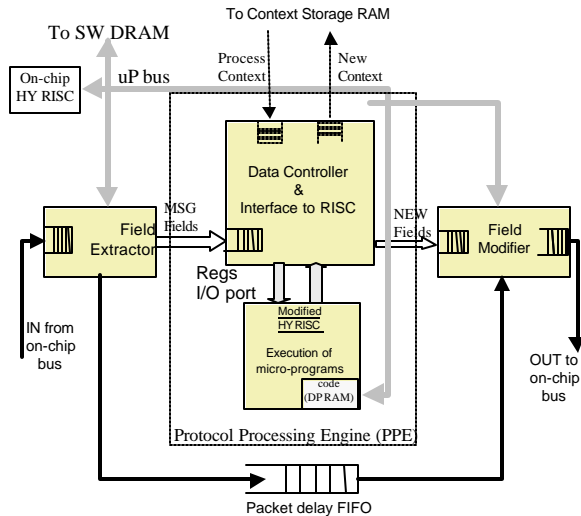 To Context Storage RAM
To SW DRAM
Process
Context
New
Context
On-chip
HY RISC
uP bus
Data Controller
&
Interface to RISC
MSG
Fields
Field
Extractor
NEW
Fields
Field
Modifier
Regs
I/O port
Modified
HY RISC
Execution of
micro-programs
code
(DP RAM)
IN from
on-chip
bus
OUT to
on-chip
bus
Protocol Processing Engine (PPE)
Packet delay FIFO